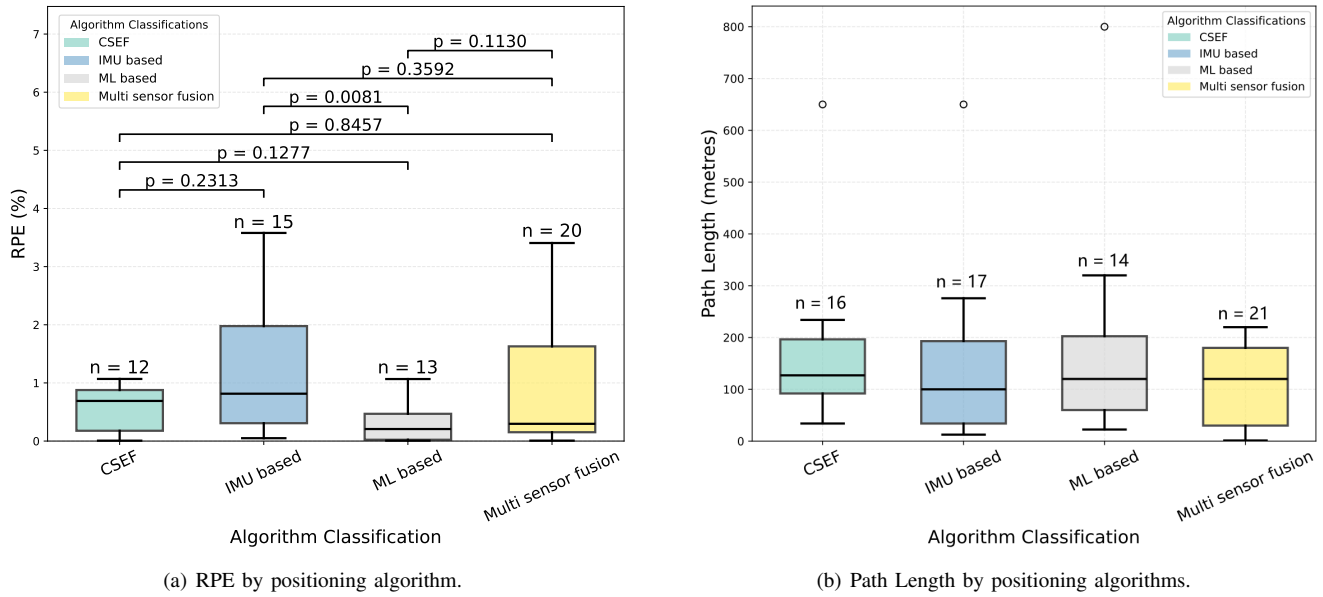 Algorithm Classifications
CSEF
IMU based
ML based
Multi sensor fusion
p = 0.1130
p = 0.3592
p = 0.0081
p = 0.8457
p = 0.1277
p = 0.2313
n = 12
n = 15
n = 13
n = 20
RPE (%)
7
6
5
4
3
2
1
0
CSEF
IMU based
ML based
Multi sensor fusion
Algorithm Classification
(a) RPE by positioning algorithm.
Algorithm Classifications
CSEF
IMU based
ML based
Multi sensor fusion
n = 16
n = 17
n = 14
n = 21
Path Length (metres)
800
700
600
500
400
300
200
100
0
CSEF
IMU based
ML based
Multi sensor fusion
Algorithm Classification
(b) Path Length by positioning algorithms.